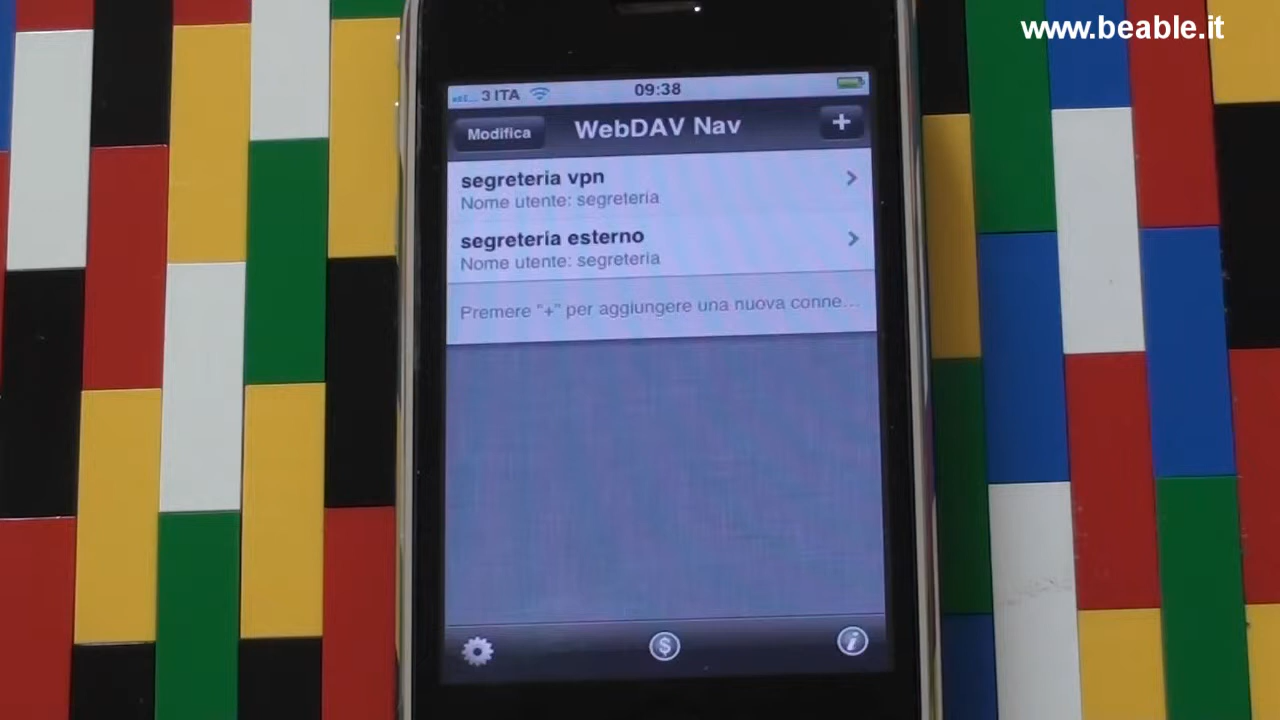 www.beable.it
3 ITA 09:38
Modifica WebDAV Nav +
segreteria vpn
Nome utente: segreteria
segreteria esterno
Nome utente: segreteria
Premere "+" per aggiungere una nuova conne...
$ i